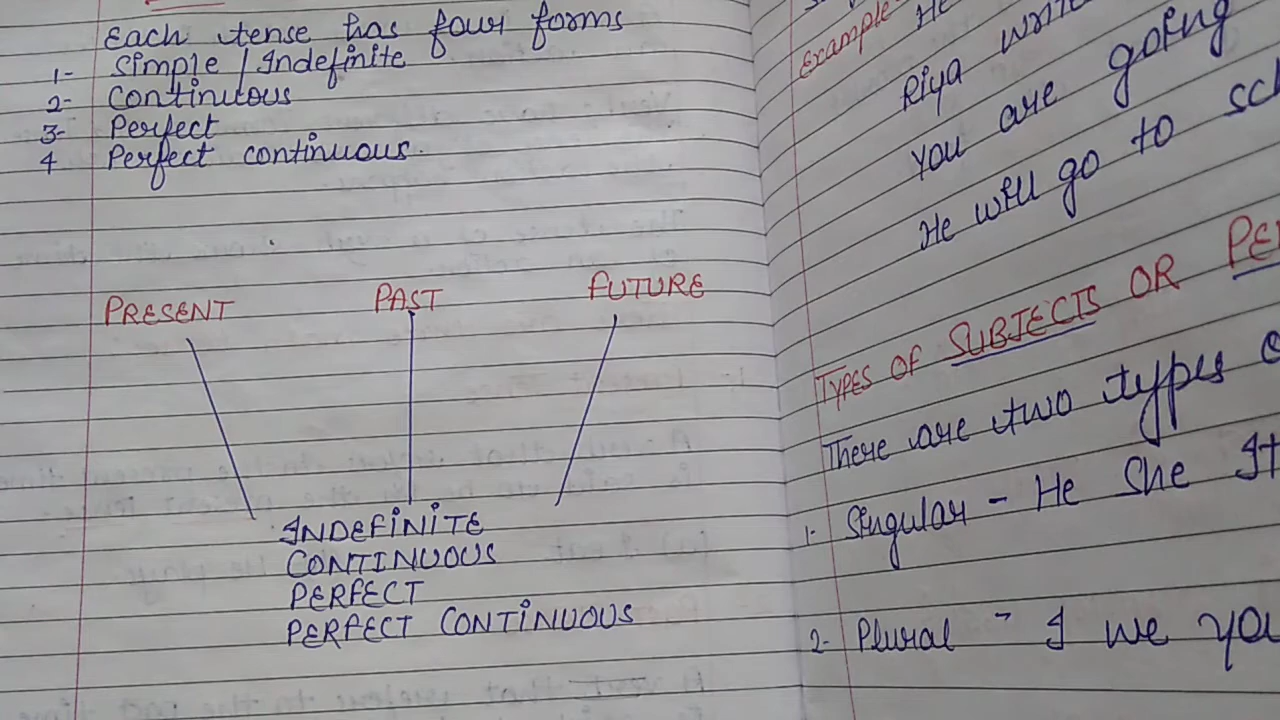 Each tense has four forms
1- Simple / Indefinite
2- Continuous
3- Perfect
4 Perfect continuous.
PRESENT PAST FUTURE
INDEFINITE
CONTINUOUS
PERFECT
PERFECT CONTINUOUS
Example He
Riya
You are going
He will go to
TYPES OF SUBJECTS OR
There are two types
1- Singular - He She It
2- Plural - I we